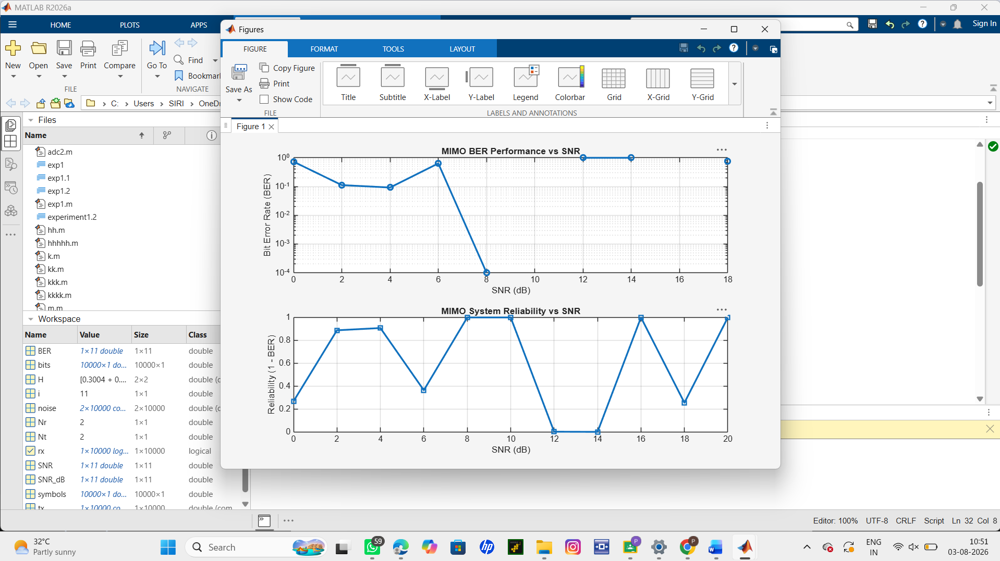 MATLAB R2026a
HOME PLOTS APPS
Sign In
New Open Save Print Compare Go To Find Bookmar
FILE NAVIGATE
C: Users SIRI OneDr
Figures
FIGURE FORMAT TOOLS LAYOUT
Save As Copy Figure Print Show Code
Title Subtitle X-Label Y-Label Legend Colorbar Grid X-Grid Y-Grid
FILE LABELS AND ANNOTATIONS
Figure 1
Files
Name
adc2.m
exp1
exp1.1
exp1.2
exp1.m
experiment1.2
hh.m
hhhhh.m
k.m
kk.m
kkk.m
kkkk.m
m.m
Workspace
Name Value Size Class
BER 1×11 double 1×11 double
bits 10000×1 do... 10000×1 double
H [0.3004 + 0.... 2×2 double (c
i 11 1×1 double
noise 2×10000 co... 2×10000 double (c
Nr 2 1×1 double
Nt 2 1×1 double
rx 1×10000 log... 1×10000 logical
SNR 1×11 double 1×11 double
SNR_dB 1×11 double 1×11 double
symbols 10000×1 do... 10000×1 double
tx 1×10000 co... 1×10000 double (com
MIMO BER Performance vs SNR
Bit Error Rate (BER)
10⁰
10⁻¹
10⁻²
10⁻³
10⁻⁴
0 2 4 6 8 10 12 14 16 18
SNR (dB)
MIMO System Reliability vs SNR
Reliability (1 - BER)
1
0.8
0.6
0.4
0.2
0
0 2 4 6 8 10 12 14 16 18 20
SNR (dB)
Editor: 100% UTF-8 CRLF Script Ln 32 Col 8
32°C
Partly sunny
Search
59
P
P
ENG
IN
10:51
03-08-2026